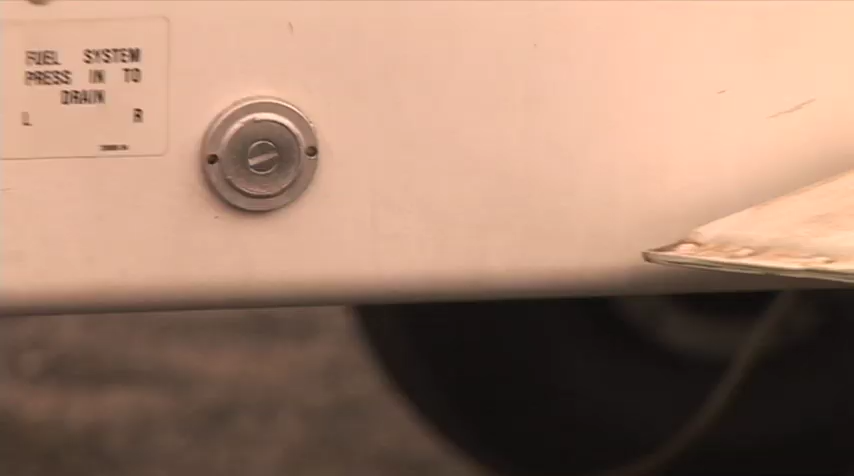 FUEL SYSTEM
PRESS IN TO
DRAIN
L R